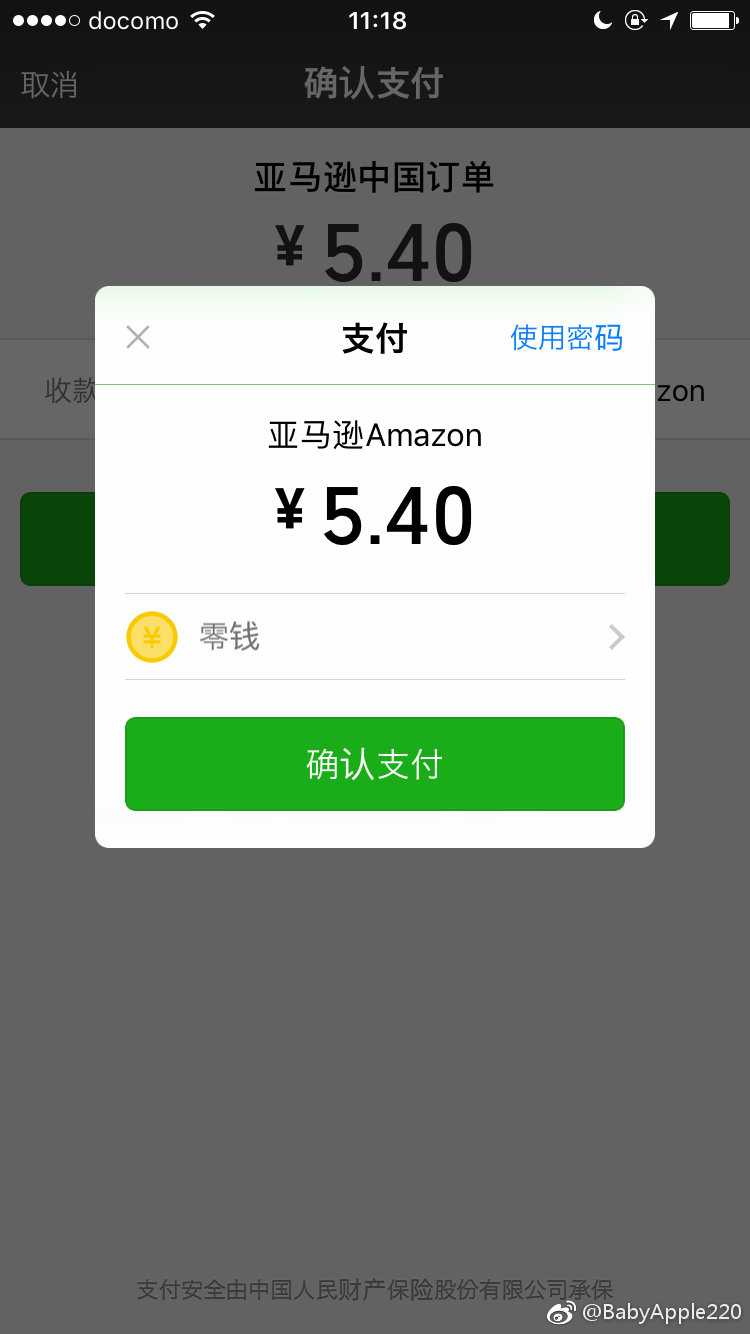 docomo 11:18
取消 确认支付
亚马逊中国订单
¥ 5.40
支付 使用密码
收款 zon
亚马逊Amazon
¥ 5.40
¥ 零钱
确认支付
支付安全由中国人民财产保险股份有限公司承保
@BabyApple220